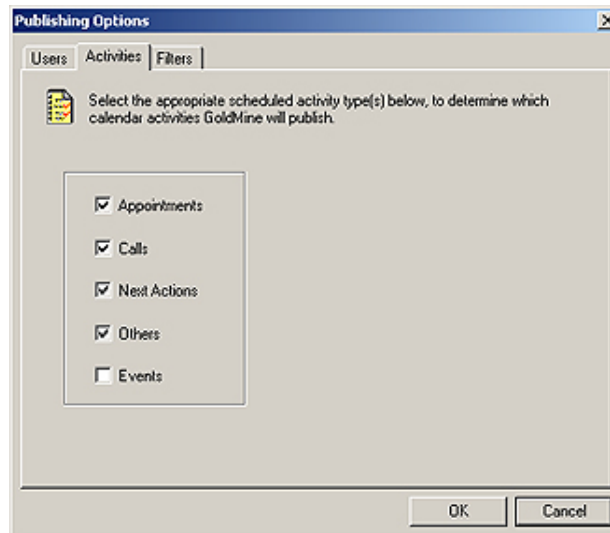 Publishing Options
Users Activities Filters
Select the appropriate scheduled activity type(s) below, to determine which
calendar activities GoldMine will publish.
Appointments
Calls
Next Actions
Others
Events
OK Cancel